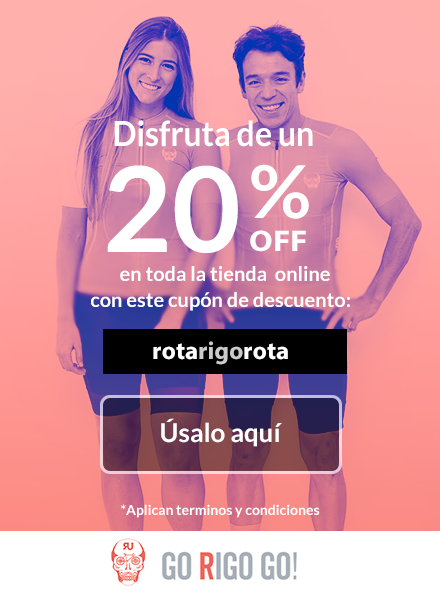 Disfruta de un
20%
OFF
en toda la tienda online
con este cupón de descuento:
rotarigorota
Úsalo aquí
*Aplican terminos y condiciones
RU
GO RIGO GO!